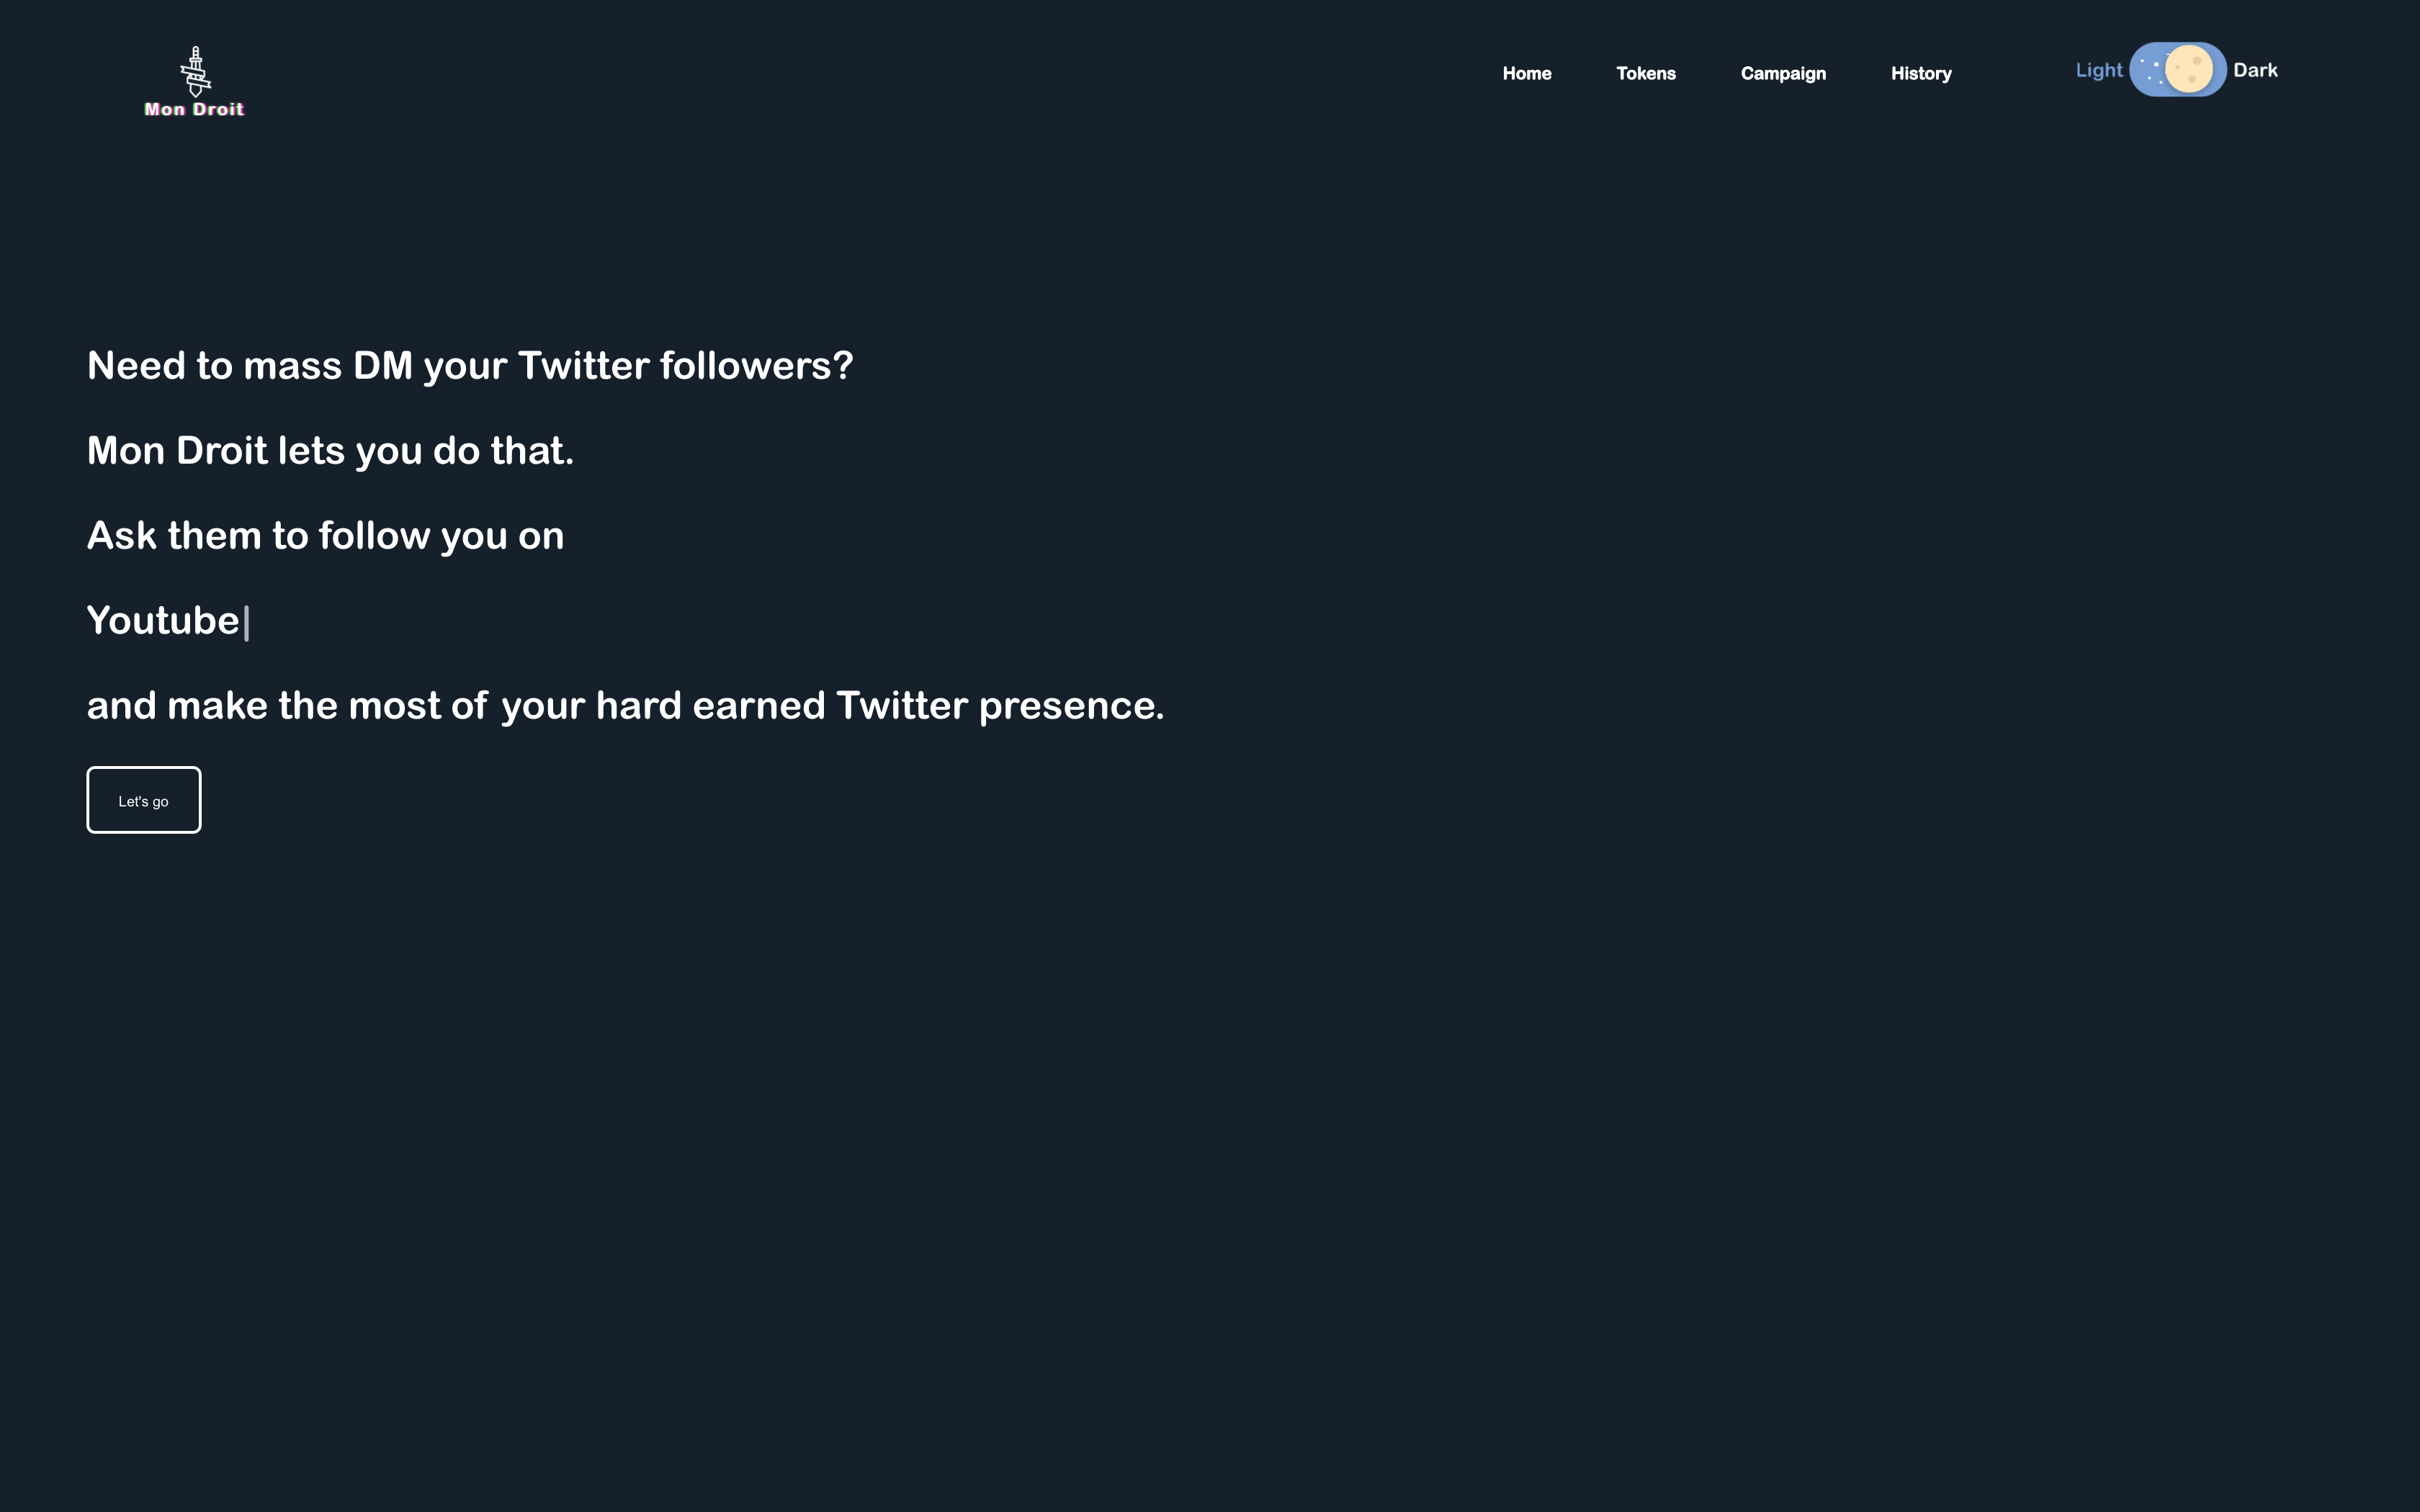 Mon Droit
Home Tokens Campaign History
Light Dark
Need to mass DM your Twitter followers?
Mon Droit lets you do that.
Ask them to follow you on
Youtube
and make the most of your hard earned Twitter presence.
Let's go